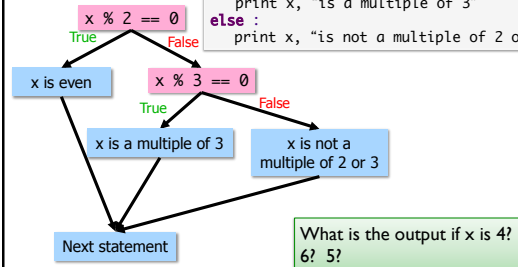 print x, "is a multiple of 3"
else :
print x, “is not a multiple of 2 o
x % 2 == 0
True
False
x is even
x % 3 == 0
True
False
x is a multiple of 3
x is not a
multiple of 2 or 3
Next statement
What is the output if x is 4?
6? 5?